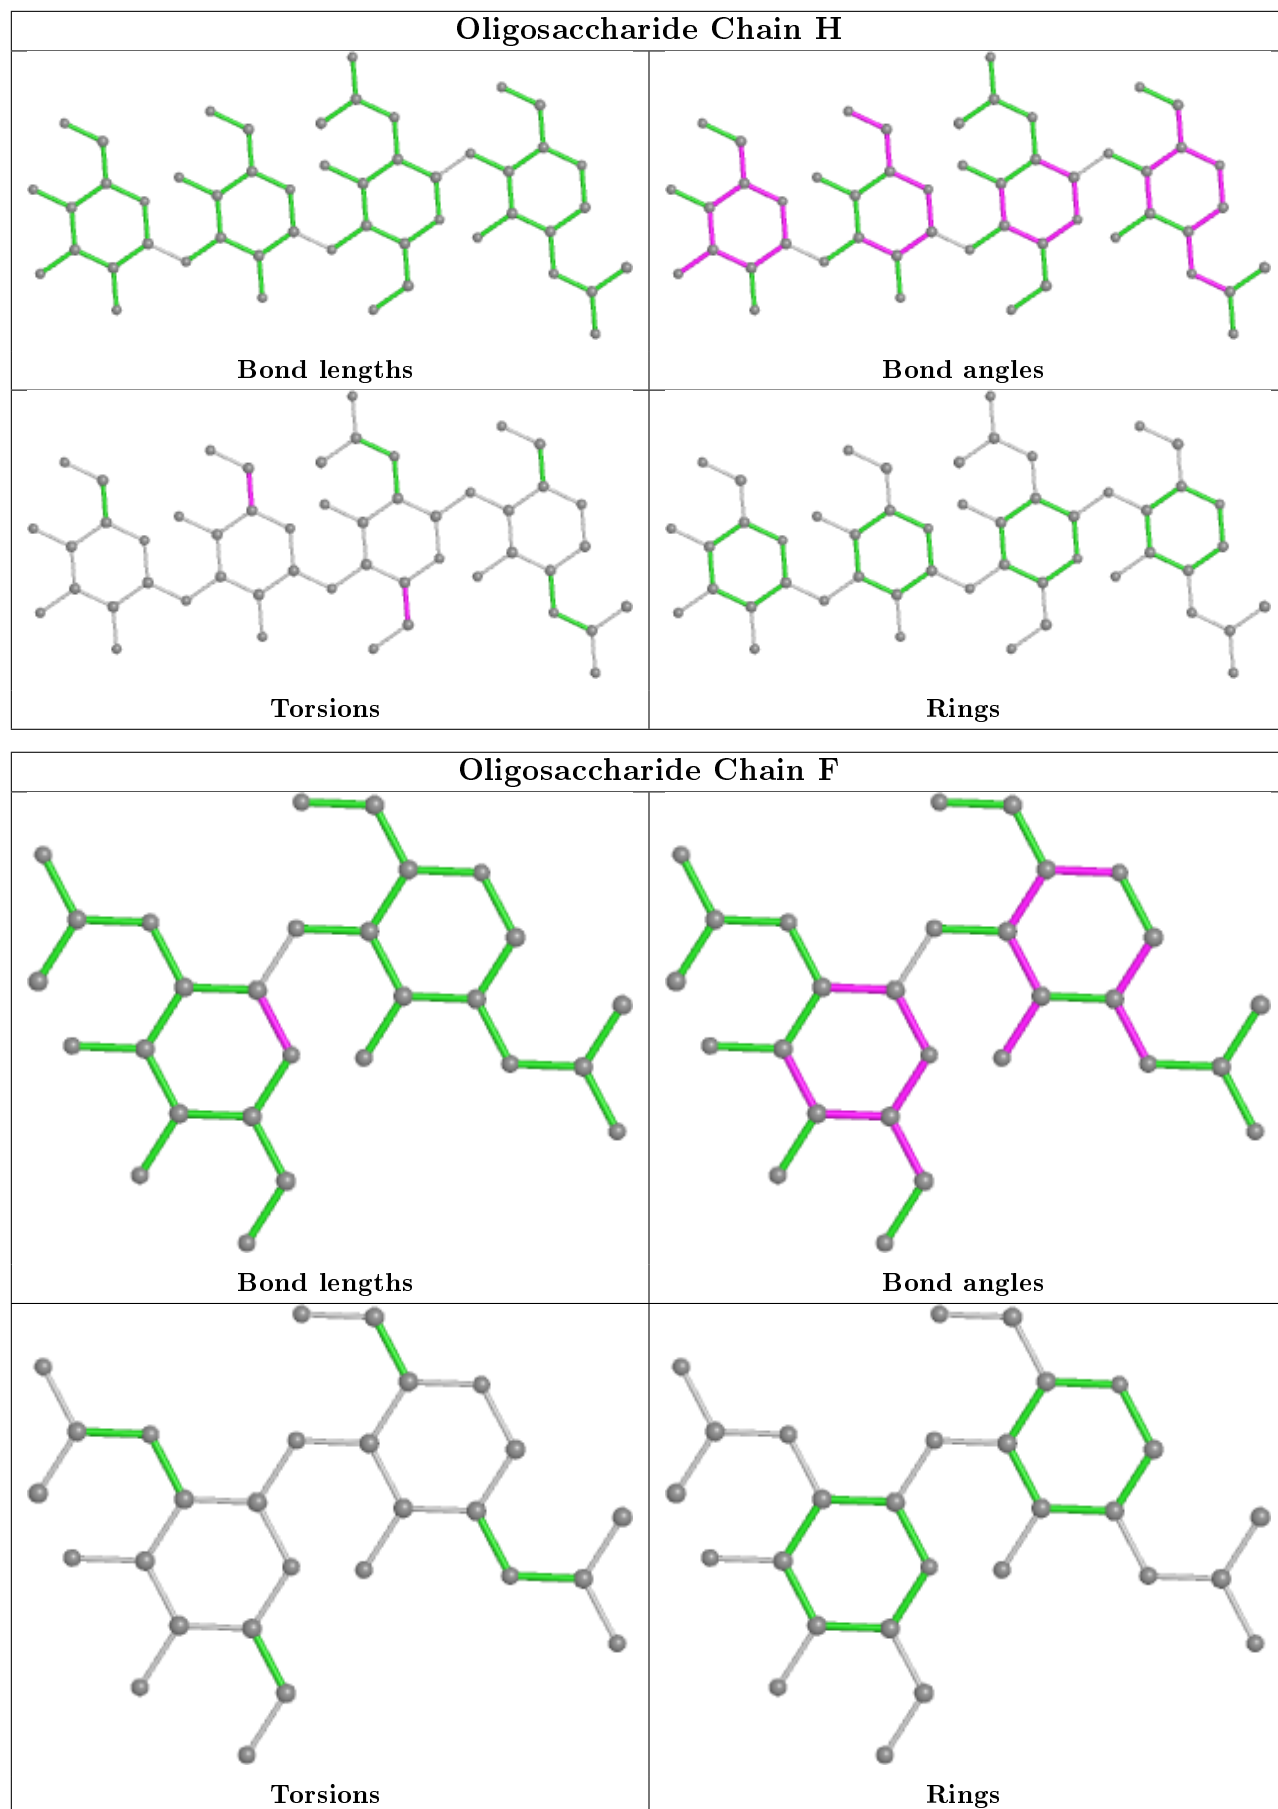 Oligosaccharide Chain H
Bond lengths
Bond angles
Torsions
Rings
Oligosaccharide Chain F
Bond lengths
Bond angles
Torsions
Rings